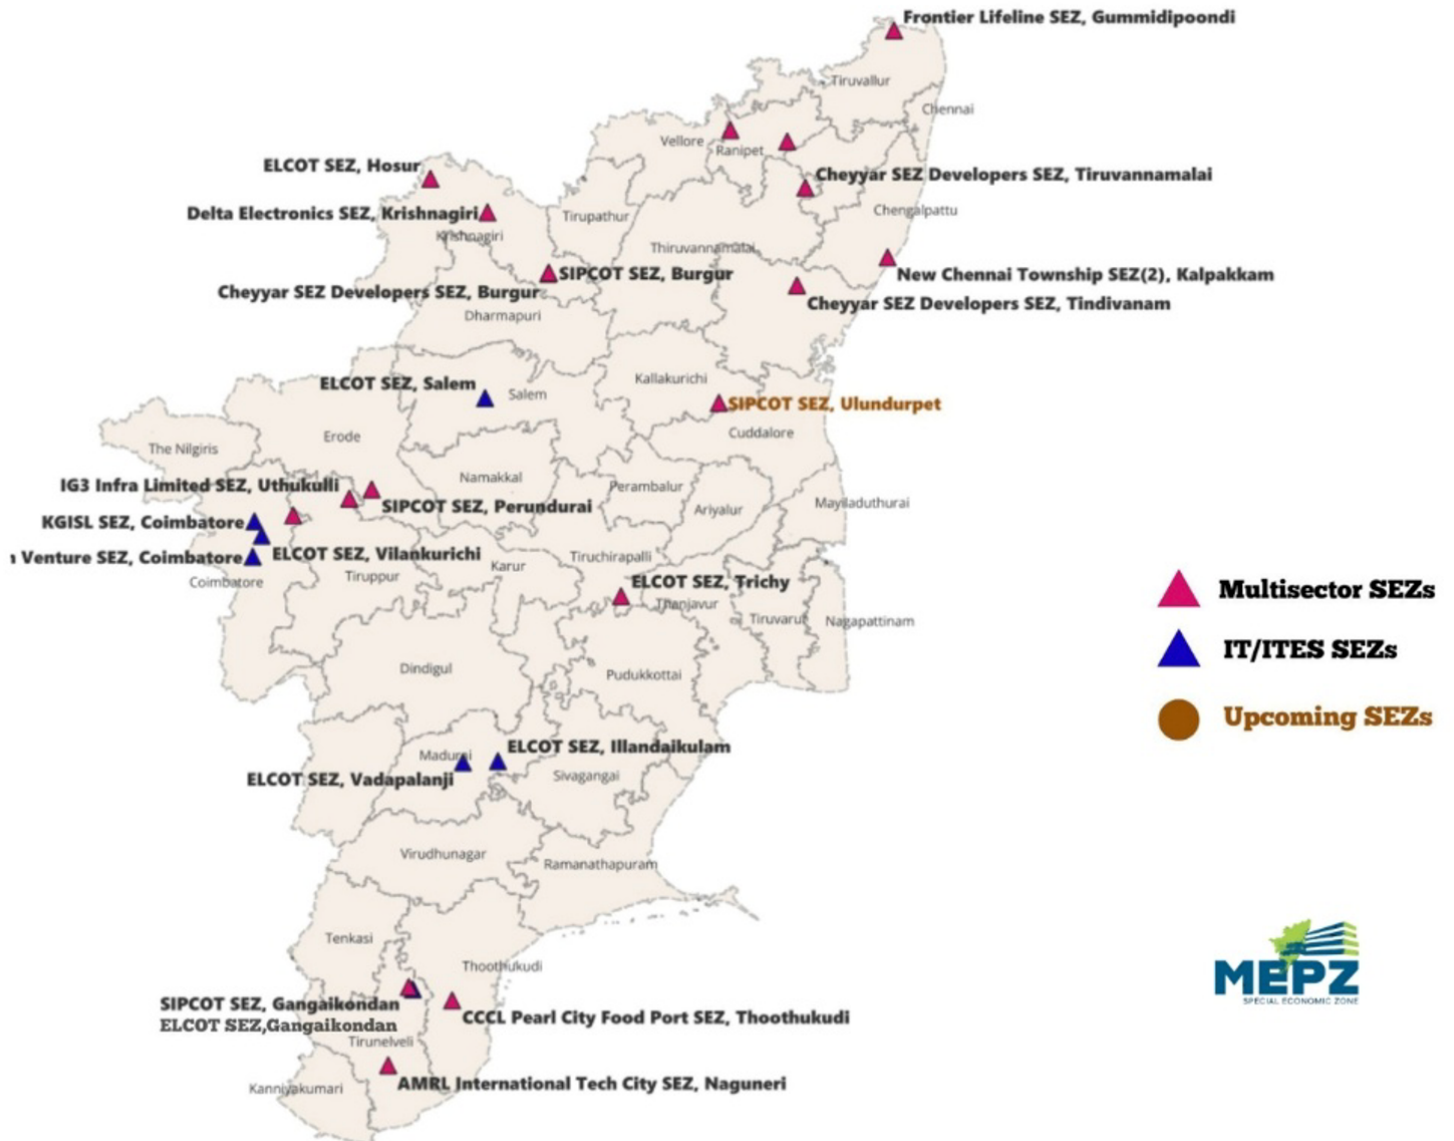 Frontier Lifeline SEZ, Gummidipoondi
Tiruvallur
Chennai
Vellore
Ranipet
ELCOT SEZ, Hosur
Cheyyar SEZ Developers SEZ, Tiruvannamalai
Delta Electronics SEZ, Krishnagiri
Tirupathur
Chengalpattu
Krishnagiri
Thiruvannamalai
SIPCOT SEZ, Burgur
New Chennai Township SEZ(2), Kalpakkam
Cheyyar SEZ Developers SEZ, Burgur
Cheyyar SEZ Developers SEZ, Tindivanam
Dharmapuri
ELCOT SEZ, Salem
Salem
Kallakurichi
SIPCOT SEZ, Ulundurpet
Cuddalore
Erode
The Nilgiris
Namakkal
IG3 Infra Limited SEZ, Uthukulli
Perambalur
SIPCOT SEZ, Perundurai
Ariyalur
Mayiladuthurai
KGISL SEZ, Coimbatore
ELCOT SEZ, Vilankurichi
Venture SEZ, Coimbatore
Tiruchirapalli
Karur
Tiruppur
Coimbatore
ELCOT SEZ, Trichy
Thanjavur
Tiruvarur
Nagapattinam
Multisector SEZs
IT/ITES SEZs
Upcoming SEZs
Dindigul
Pudukkottai
ELCOT SEZ, Illandaikulam
Madurai
ELCOT SEZ, Vadapalanji
Sivagangai
Virudhunagar
Ramanathapuram
Tenkasi
Thoothukudi
SIPCOT SEZ, Gangaikondan
ELCOT SEZ,Gangaikondan
CCCL Pearl City Food Port SEZ, Thoothukudi
Tirunelveli
AMRL International Tech City SEZ, Naguneri
Kanniyakumari
MEPZ
SPECIAL ECONOMIC ZONE